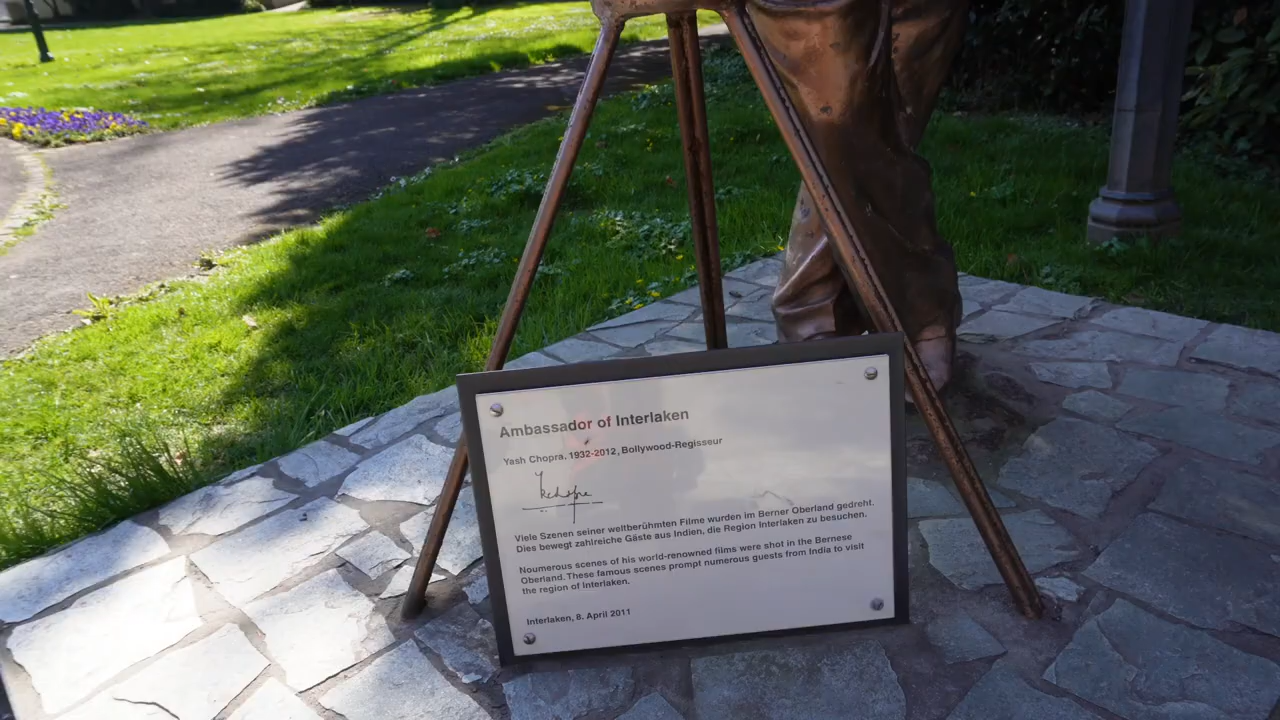 Ambassador of Interlaken
Yash Chopra, 1932-2012, Bollywood-Regisseur
Viele Szenen seiner weltberühmten Filme wurden im Berner Oberland gedreht.
Dies bewegt zahlreiche Gäste aus Indien, die Region Interlaken zu besuchen.
Noumerous scenes of his world-renowned films were shot in the Bernese
Oberland. These famous scenes prompt numerous guests from India to visit
the region of Interlaken.
Interlaken, 8. April 2011